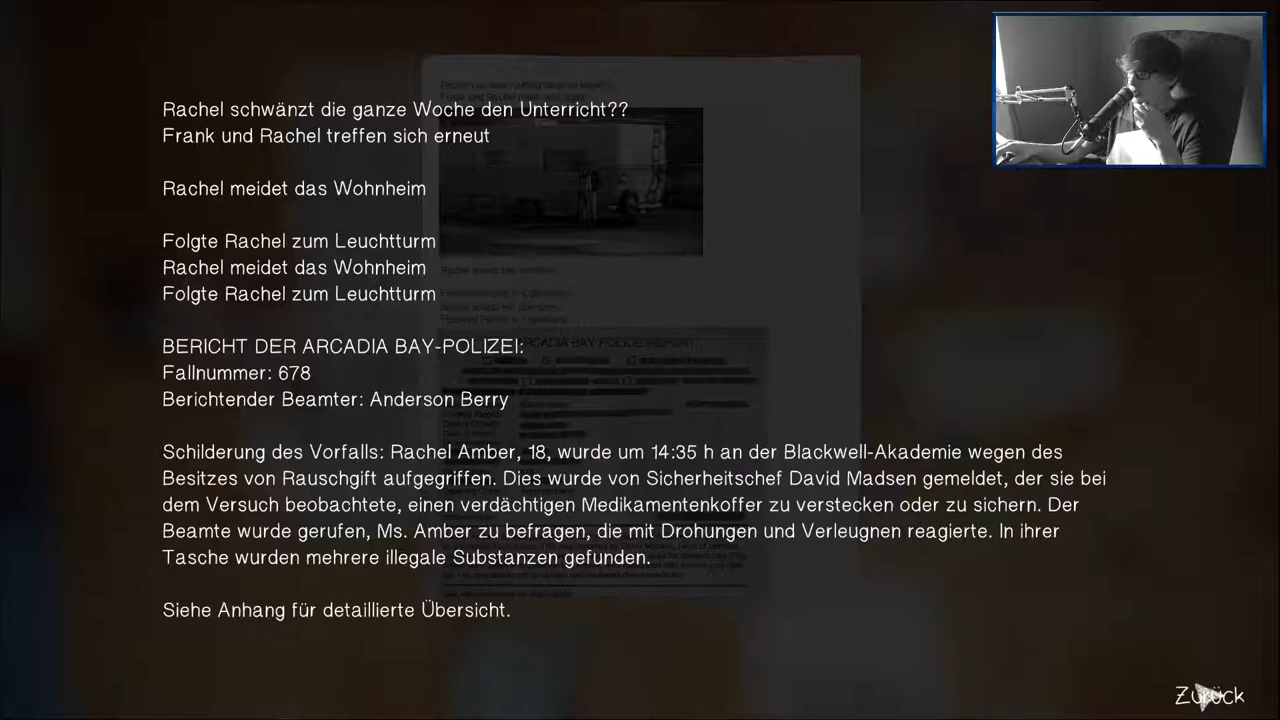 Rachel schwänzt die ganze Woche den Unterricht??
Frank und Rachel treffen sich erneut
Rachel meidet das Wohnheim
Folgte Rachel zum Leuchtturm
Rachel meidet das Wohnheim
Folgte Rachel zum Leuchtturm
BERICHT DER ARCADIA BAY-POLIZEI:
Fallnummer: 678
Berichtender Beamter: Anderson Berry
Schilderung des Vorfalls: Rachel Amber, 18, wurde um 14:35 h an der Blackwell-Akademie wegen des
Besitzes von Rauschgift aufgegriffen. Dies wurde von Sicherheitschef David Madsen gemeldet, der sie bei
dem Versuch beobachtete, einen verdächtigen Medikamentenkoffer zu verstecken oder zu sichern. Der
Beamte wurde gerufen, Ms. Amber zu befragen, die mit Drohungen und Verleugnen reagierte. In ihrer
Tasche wurden mehrere illegale Substanzen gefunden.
Siehe Anhang für detaillierte Übersicht.
Zurück